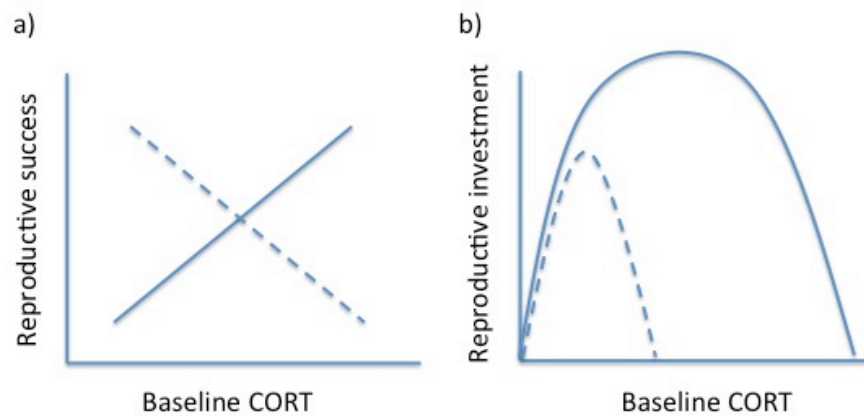 a)
Reproductive success
Baseline CORT
b)
Reproductive investment
Baseline CORT